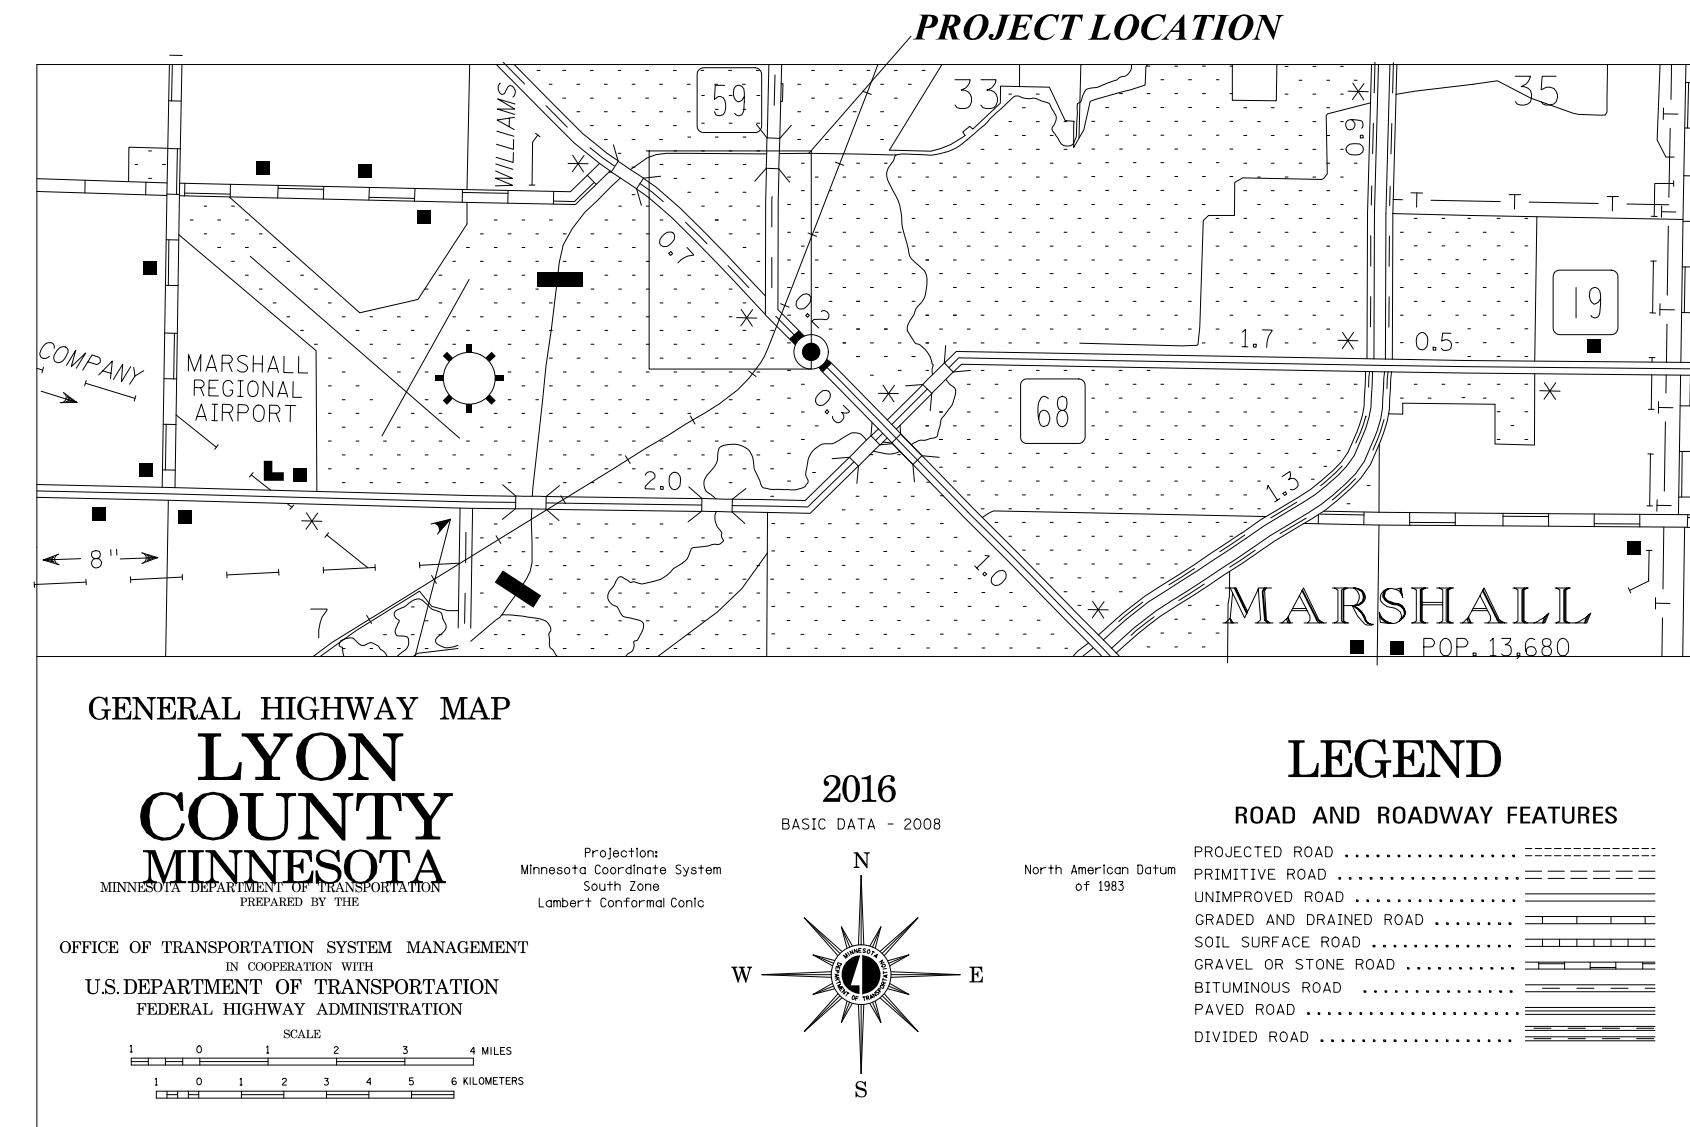 PROJECT LOCATION
59
33
35
WILLIAMS
0.9
0.7
0.2
19
COMPANY
MARSHALL
REGIONAL
AIRPORT
1.7
0.5
0.3
68
2.0
1.3
8"
1.0
7
MARSHALL
POP. 13,680
GENERAL HIGHWAY MAP
LYON
COUNTY
MINNESOTA
MINNESOTA DEPARTMENT OF TRANSPORTATION
PREPARED BY THE
OFFICE OF TRANSPORTATION SYSTEM MANAGEMENT
IN COOPERATION WITH
U.S. DEPARTMENT OF TRANSPORTATION
FEDERAL HIGHWAY ADMINISTRATION
SCALE
1 0 1 2 3 4 MILES
1 0 1 2 3 4 5 6 KILOMETERS
2016
BASIC DATA - 2008
Projection:
Minnesota Coordinate System
South Zone
Lambert Conformal Conic
North American Datum
of 1983
N
W E
S
MINNESOTA
DEPARTMENT OF TRANSPORTATION
LEGEND
ROAD AND ROADWAY FEATURES
PROJECTED ROAD
PRIMITIVE ROAD
UNIMPROVED ROAD
GRADED AND DRAINED ROAD
SOIL SURFACE ROAD
GRAVEL OR STONE ROAD
BITUMINOUS ROAD
PAVED ROAD
DIVIDED ROAD